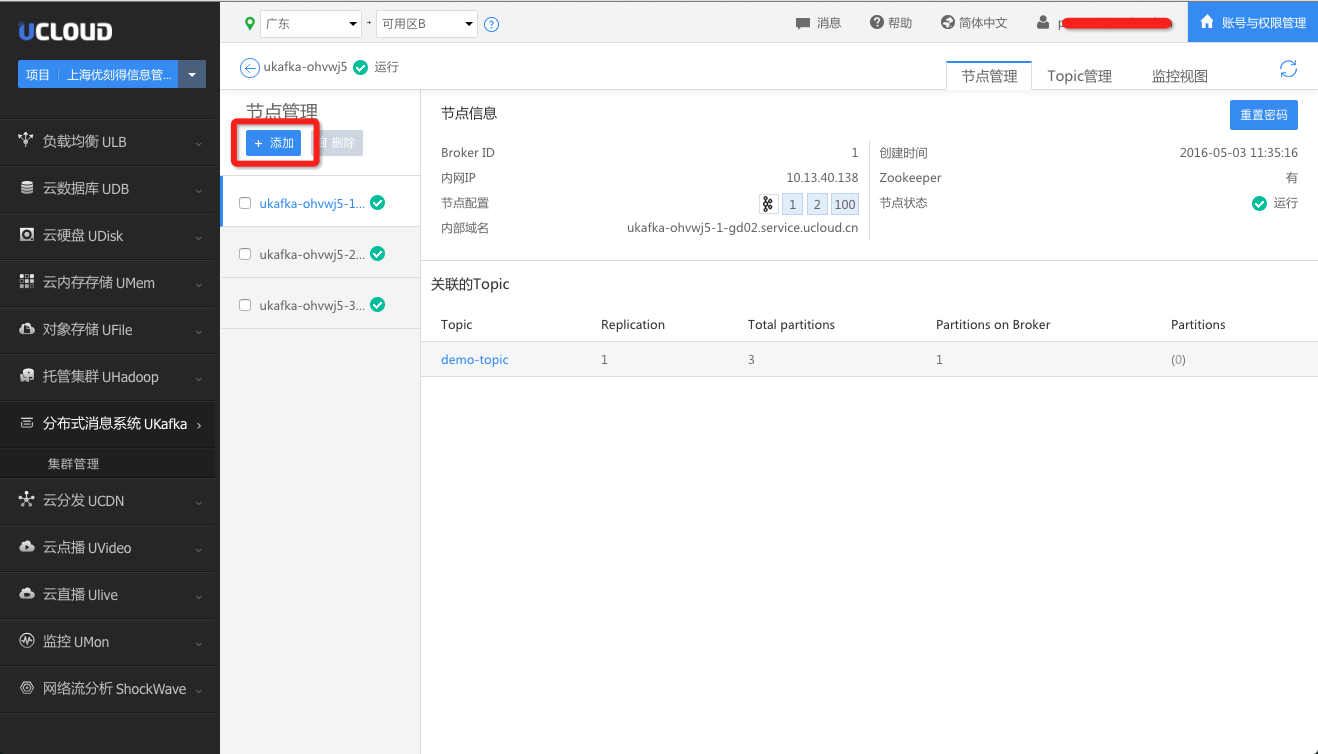 UCLOUD
项目 上海优刻得信息管...
负载均衡 ULB
云数据库 UDB
云硬盘 UDisk
云内存存储 UMem
对象存储 UFile
托管集群 UHadoop
分布式消息系统 UKafka
集群管理
云分发 UCDN
云点播 UVideo
云直播 Ulive
监控 UMon
网络流分析 ShockWave
广东 - 可用区B ?
消息 帮助 简体中文 p 账号与权限管理
ukafka-ohvwj5 运行
节点管理 Topic管理 监控视图
节点管理
+ 添加 删除
ukafka-ohvwj5-1...
ukafka-ohvwj5-2...
ukafka-ohvwj5-3...
节点信息 重置密码
Broker ID 1 创建时间 2016-05-03 11:35:16
内网IP 10.13.40.138 Zookeeper 有
节点配置 1 2 100 节点状态 运行
内部域名 ukafka-ohvwj5-1-gd02.service.ucloud.cn
关联的Topic
Topic Replication Total partitions Partitions on Broker Partitions
demo-topic 1 3 1 (0)